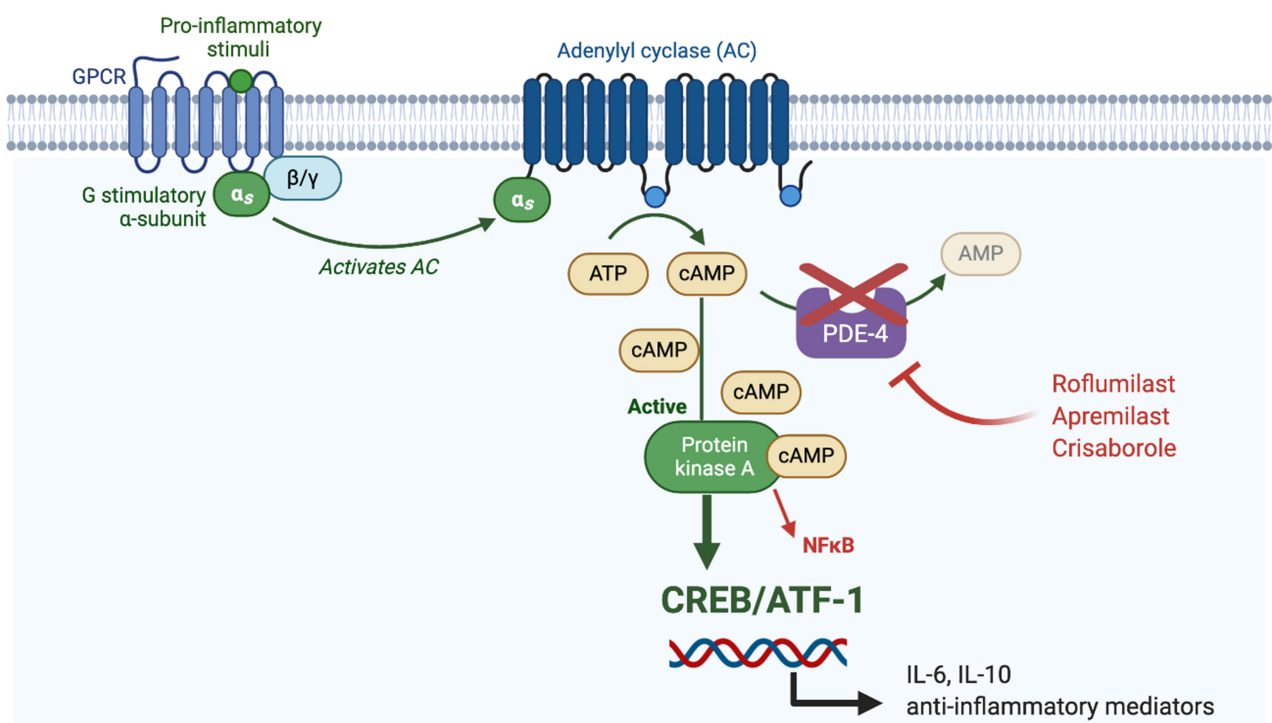 Pro-inflammatory
stimuli
GPCR
Adenylyl cyclase (AC)
β/γ
αs
G stimulatory
α-subunit
αs
Activates AC
ATP
cAMP
AMP
PDE-4
cAMP
cAMP
Active
Protein
kinase A
cAMP
Roflumilast
Apremilast
Crisaborole
NFκB
CREB/ATF-1
IL-6, IL-10
anti-inflammatory mediators